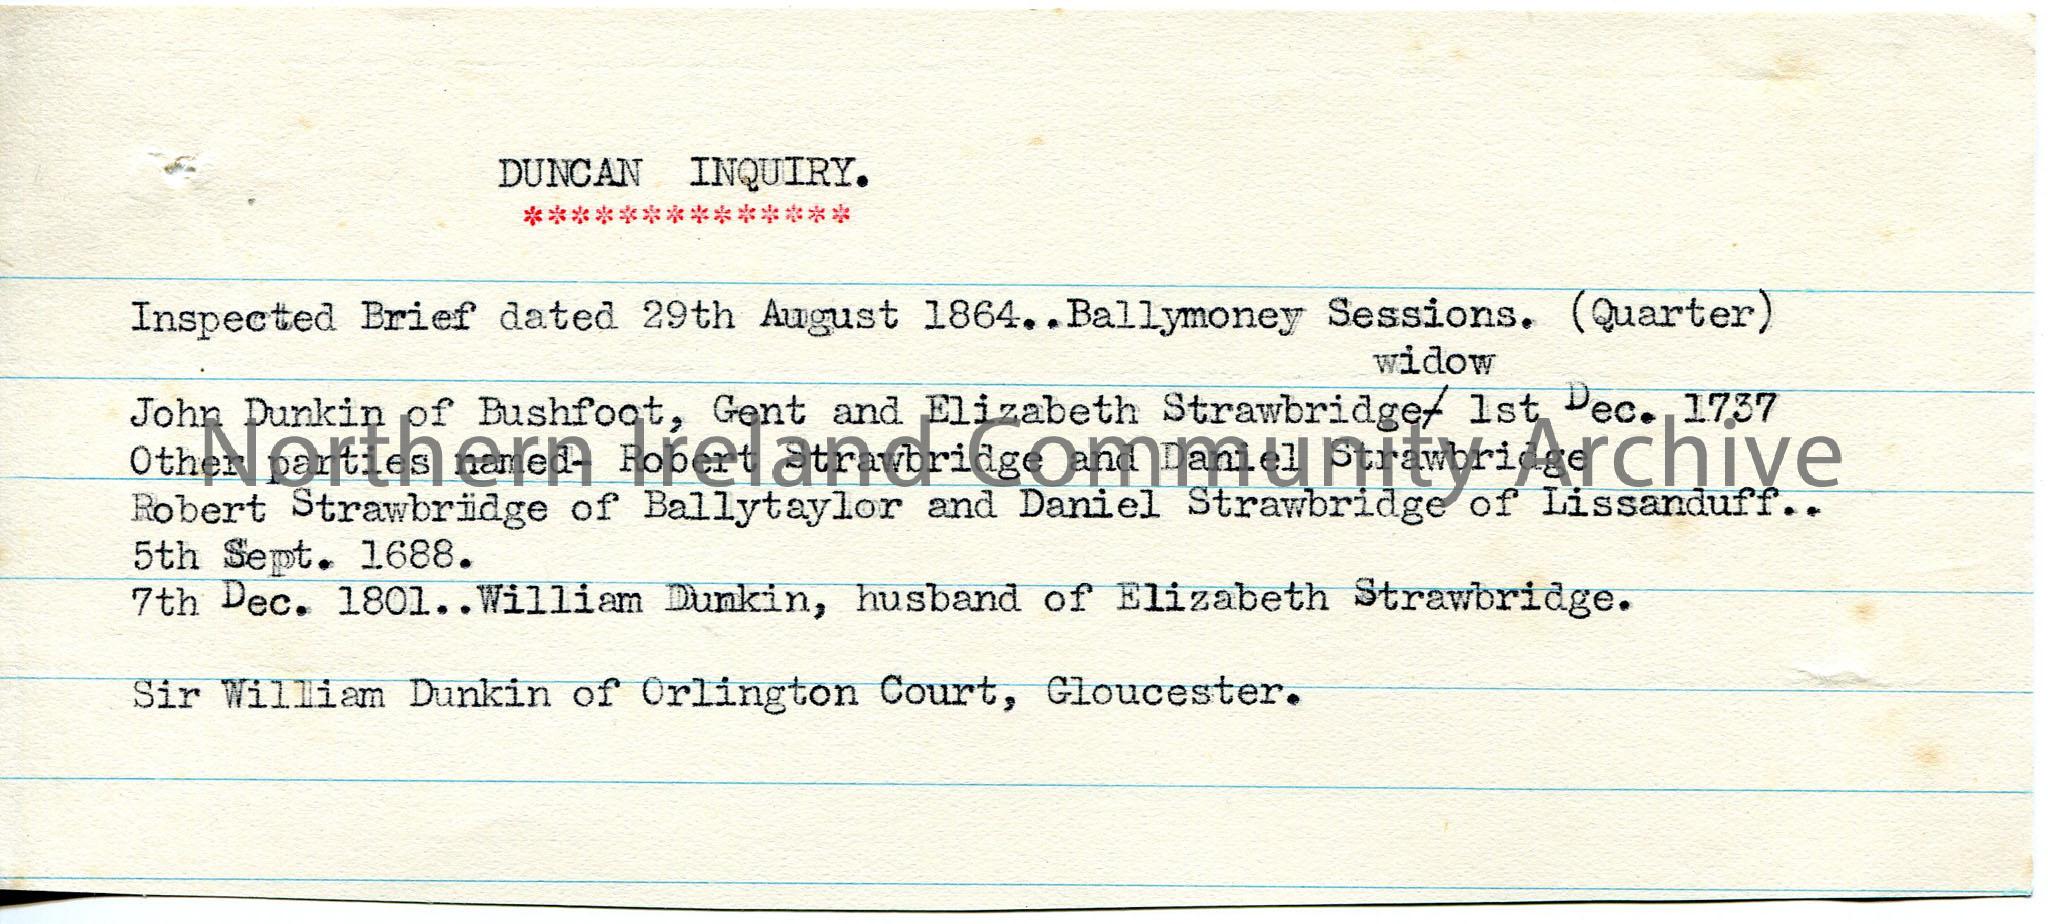 DUNCAN INQUIRY.
**************
Inspected Brief dated 29th August 1864..Ballymoney Sessions. (Quarter)
widow
John Dunkin of Bushfoot, Gent and Elizabeth Strawbridge/ 1st Dec. 1737
Other parties named- Robert Strawbridge and Daniel Strawbridge
Robert Strawbriidge of Ballytaylor and Daniel Strawbridge of Lissanduff..
5th Sept. 1688.
7th Dec. 1801..William Dunkin, husband of Elizabeth Strawbridge.
Sir William Dunkin of Orlington Court, Gloucester.
Northern Ireland Community Archive